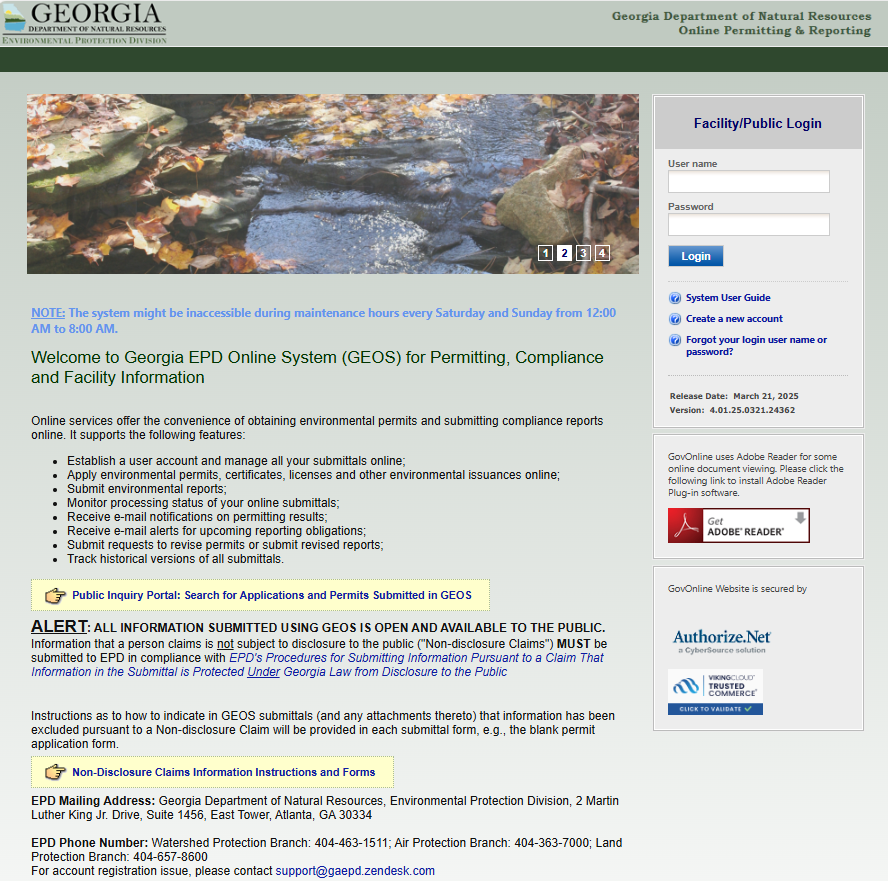 GEORGIA
DEPARTMENT OF NATURAL RESOURCES
ENVIRONMENTAL PROTECTION DIVISION
Georgia Department of Natural Resources
Online Permitting & Reporting
1 2 3 4
NOTE: The system might be inaccessible during maintenance hours every Saturday and Sunday from 12:00
AM to 8:00 AM.
Welcome to Georgia EPD Online System (GEOS) for Permitting, Compliance
and Facility Information
Online services offer the convenience of obtaining environmental permits and submitting compliance reports
online. It supports the following features:
• Establish a user account and manage all your submittals online;
• Apply environmental permits, certificates, licenses and other environmental issuances online;
• Submit environmental reports;
• Monitor processing status of your online submittals;
• Receive e-mail notifications on permitting results;
• Receive e-mail alerts for upcoming reporting obligations;
• Submit requests to revise permits or submit revised reports;
• Track historical versions of all submittals.
Public Inquiry Portal: Search for Applications and Permits Submitted in GEOS
ALERT: ALL INFORMATION SUBMITTED USING GEOS IS OPEN AND AVAILABLE TO THE PUBLIC.
Information that a person claims is not subject to disclosure to the public ("Non-disclosure Claims") MUST be
submitted to EPD in compliance with EPD's Procedures for Submitting Information Pursuant to a Claim That
Information in the Submittal is Protected Under Georgia Law from Disclosure to the Public
Instructions as to how to indicate in GEOS submittals (and any attachments thereto) that information has been
excluded pursuant to a Non-disclosure Claim will be provided in each submittal form, e.g., the blank permit
application form.
Non-Disclosure Claims Information Instructions and Forms
EPD Mailing Address: Georgia Department of Natural Resources, Environmental Protection Division, 2 Martin
Luther King Jr. Drive, Suite 1456, East Tower, Atlanta, GA 30334
EPD Phone Number: Watershed Protection Branch: 404-463-1511; Air Protection Branch: 404-363-7000; Land
Protection Branch: 404-657-8600
For account registration issue, please contact support@gaepd.zendesk.com
Facility/Public Login
User name
Password
Login
System User Guide
Create a new account
Forgot your login user name or
password?
Release Date: March 21, 2025
Version: 4.01.25.0321.24362
GovOnline uses Adobe Reader for some
online document viewing. Please click the
following link to install Adobe Reader
Plug-in software.
Get
ADOBE® READER®
GovOnline Website is secured by
Authorize.Net
a CyberSource solution
VIKINGCLOUD
TRUSTED
COMMERCE
CLICK TO VALIDATE ✓